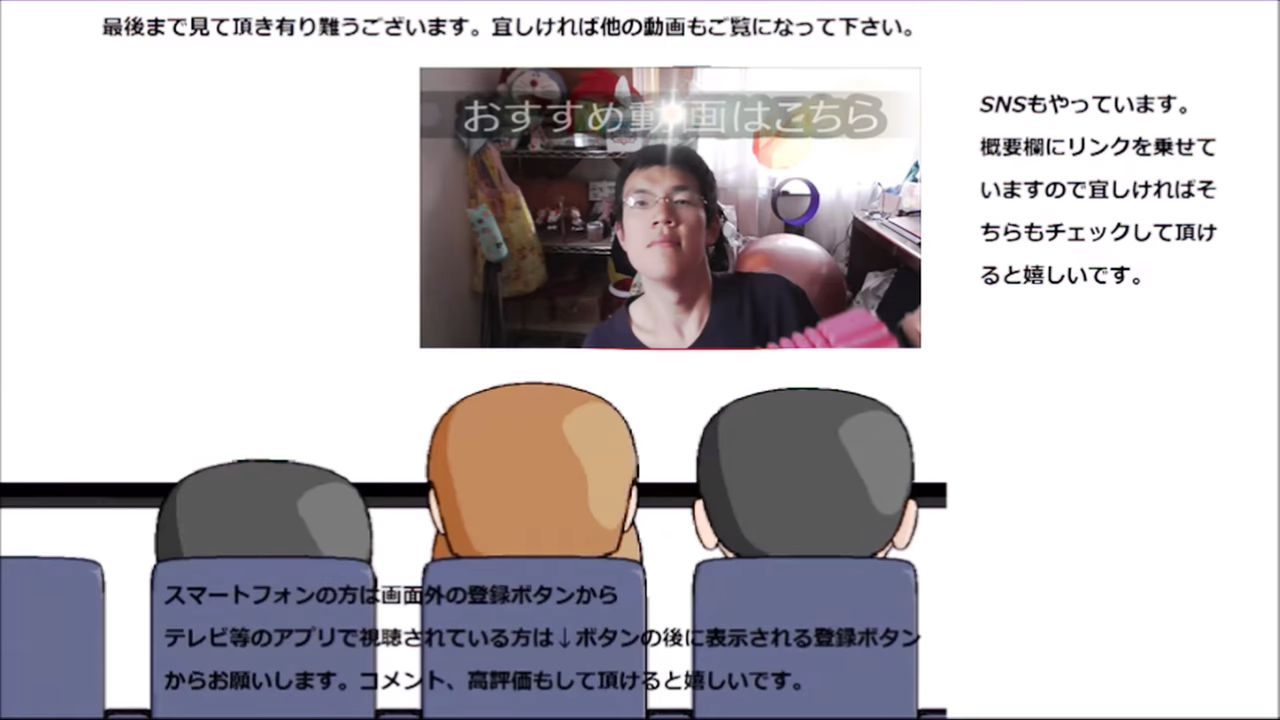 最後まで見て頂き有り難うございます。宜しければ他の動画もご覧になって下さい。
おすすめ動画はこちら
SNSもやっています。
概要欄にリンクを乗せて
いますので宜しければそ
ちらもチェックして頂け
ると嬉しいです。
スマートフォンの方は画面外の登録ボタンから
テレビ等のアプリで視聴されている方は↓ボタンの後に表示される登録ボタン
からお願いします。コメント、高評価もして頂けると嬉しいです。